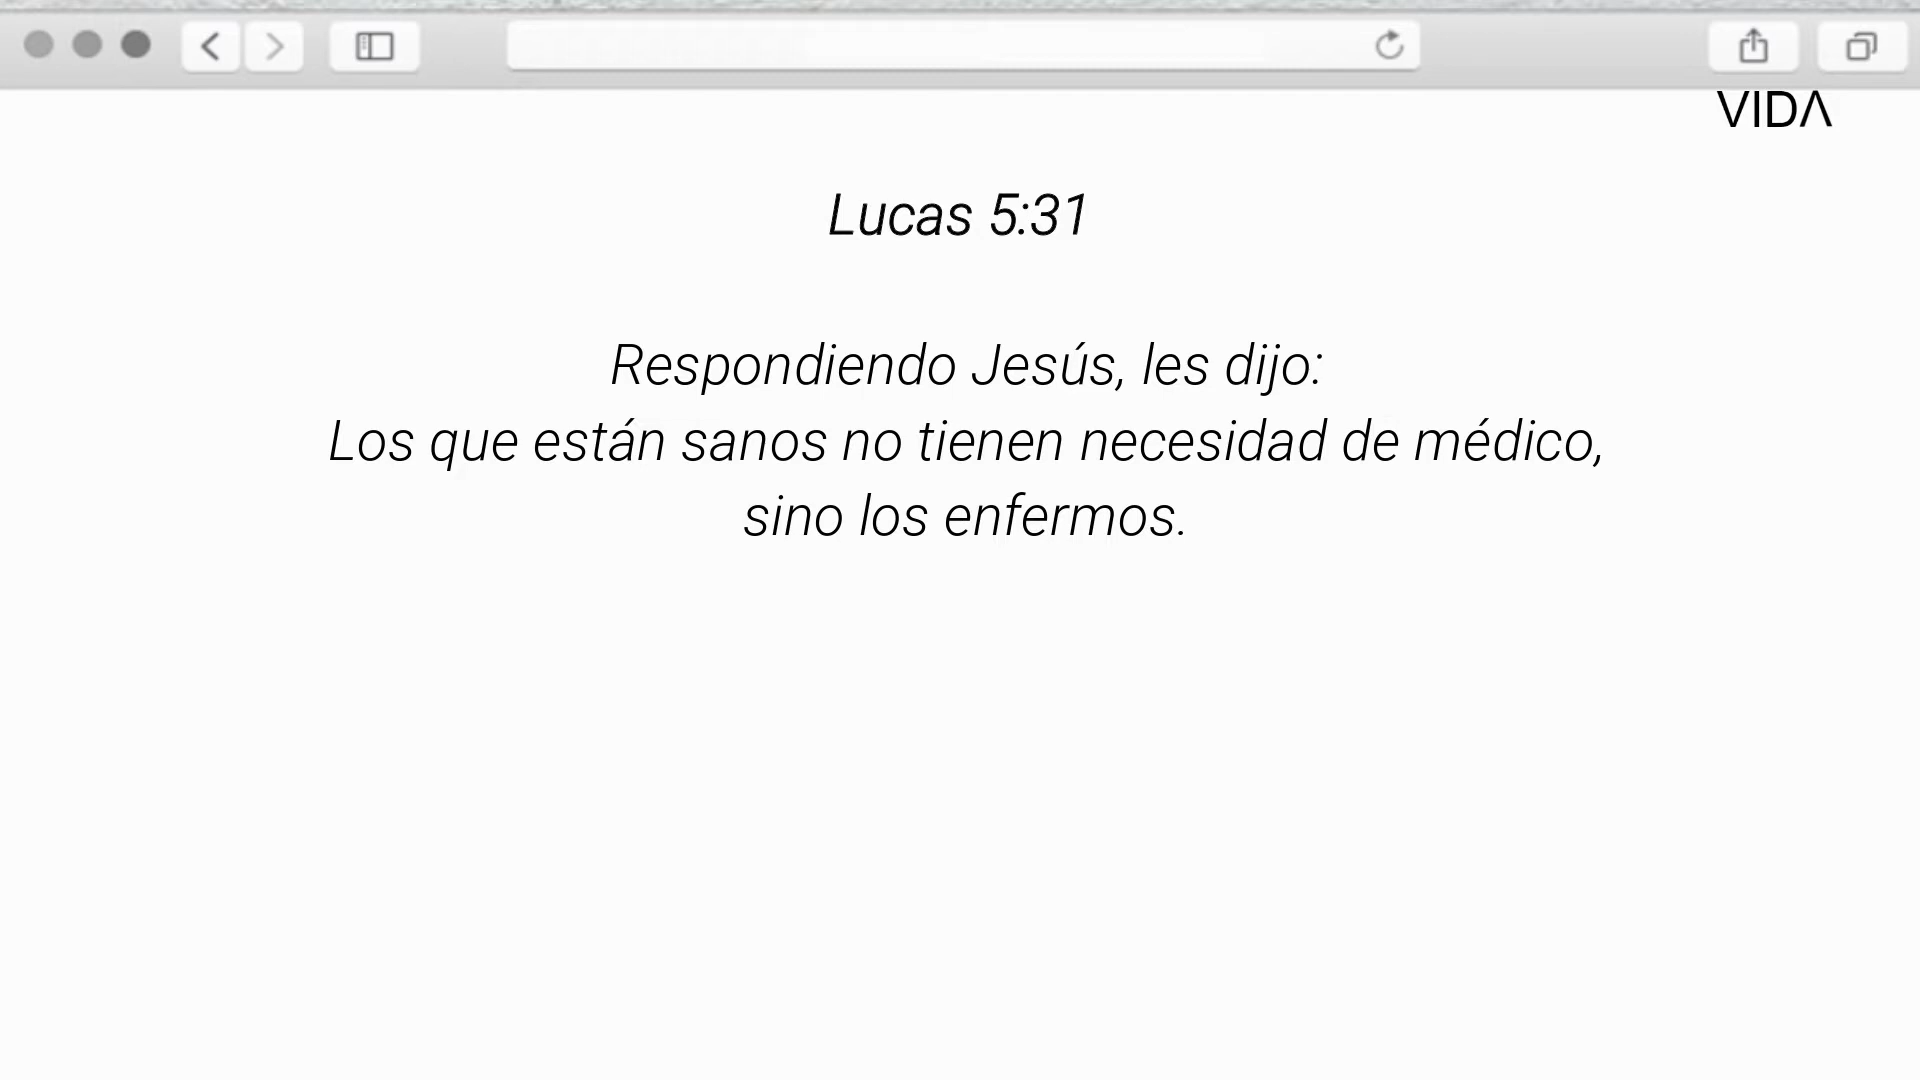 VIDA
Lucas 5:31
Respondiendo Jesús, les dijo:
Los que están sanos no tienen necesidad de médico,
sino los enfermos.